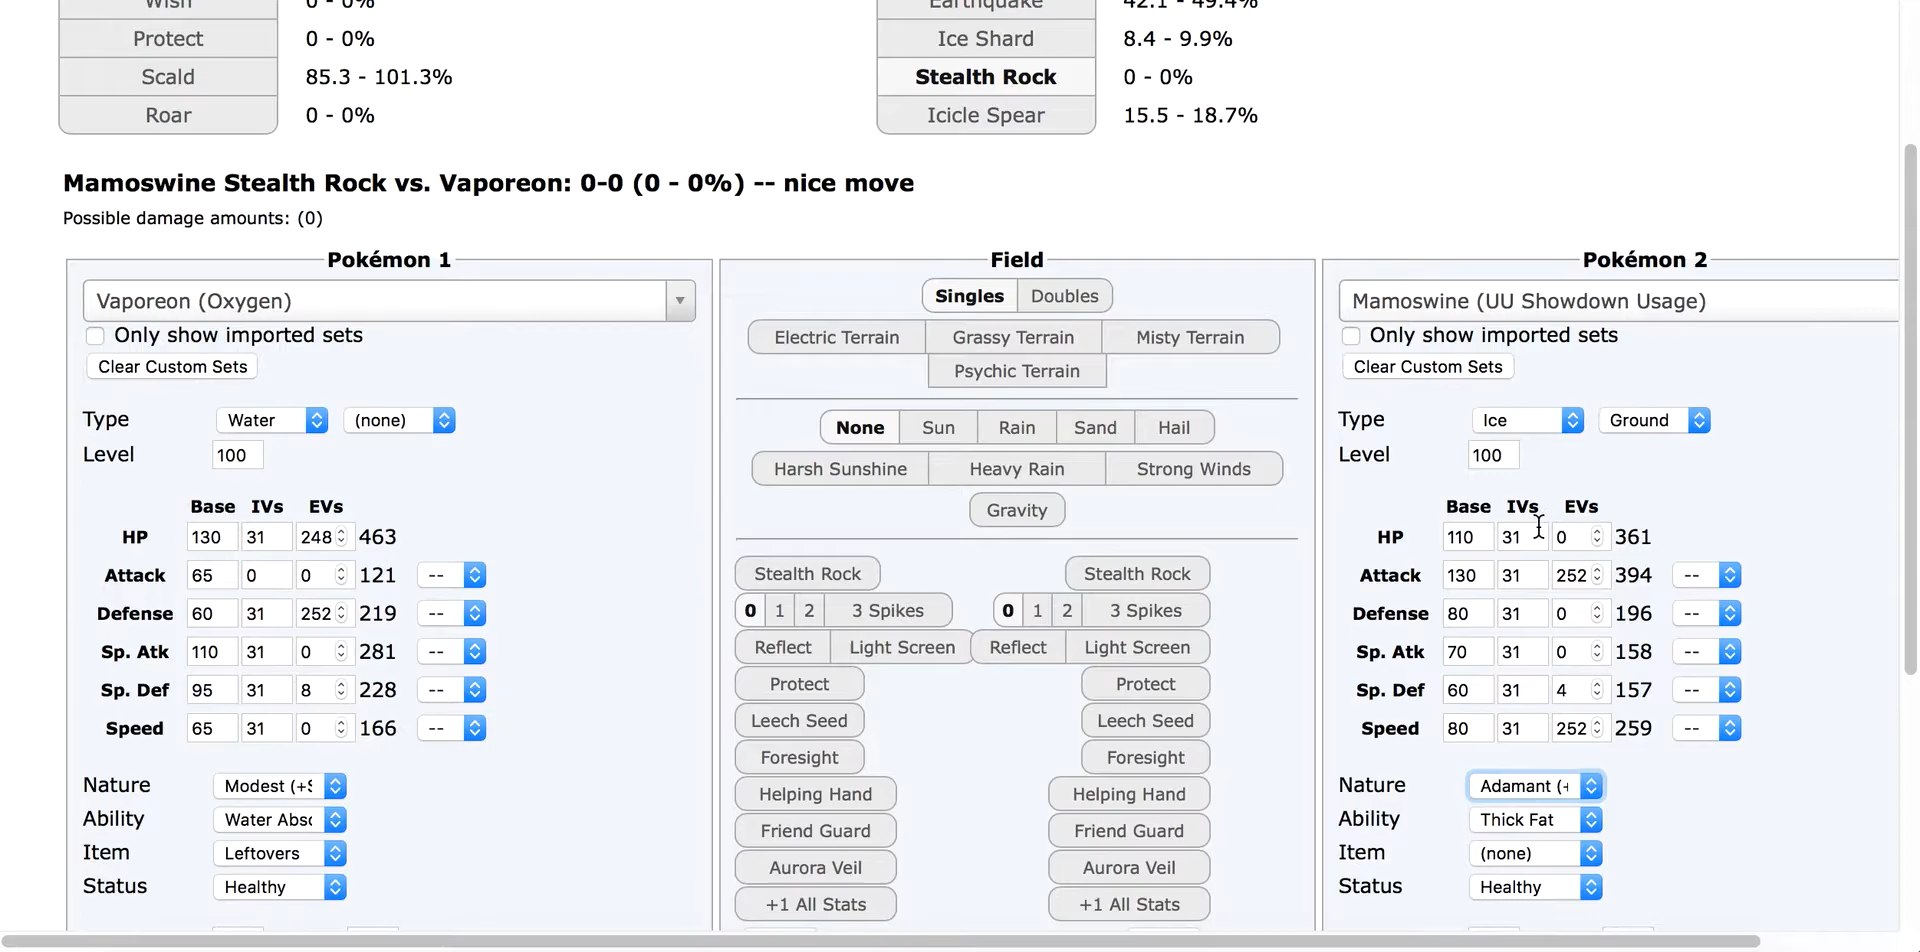 Wish 0 - 0% Earthquake 42.1 - 49.4%
Protect 0 - 0% Ice Shard 8.4 - 9.9%
Scald 85.3 - 101.3% Stealth Rock 0 - 0%
Roar 0 - 0% Icicle Spear 15.5 - 18.7%
Mamoswine Stealth Rock vs. Vaporeon: 0-0 (0 - 0%) -- nice move
Possible damage amounts: (0)
Pokémon 1
Vaporeon (Oxygen)
Only show imported sets
Clear Custom Sets
Type Water (none)
Level 100
Base IVs EVs
HP 130 31 248 463
Attack 65 0 0 121 --
Defense 60 31 252 219 --
Sp. Atk 110 31 0 281 --
Sp. Def 95 31 8 228 --
Speed 65 31 0 166 --
Nature Modest (+S
Ability Water Abso
Item Leftovers
Status Healthy
Field
Singles Doubles
Electric Terrain Grassy Terrain Misty Terrain
Psychic Terrain
None Sun Rain Sand Hail
Harsh Sunshine Heavy Rain Strong Winds
Gravity
Stealth Rock Stealth Rock
0 1 2 3 Spikes 0 1 2 3 Spikes
Reflect Light Screen Reflect Light Screen
Protect Protect
Leech Seed Leech Seed
Foresight Foresight
Helping Hand Helping Hand
Friend Guard Friend Guard
Aurora Veil Aurora Veil
+1 All Stats +1 All Stats
Pokémon 2
Mamoswine (UU Showdown Usage)
Only show imported sets
Clear Custom Sets
Type Ice Ground
Level 100
Base IVs EVs
HP 110 31 0 361
Attack 130 31 252 394 --
Defense 80 31 0 196 --
Sp. Atk 70 31 0 158 --
Sp. Def 60 31 4 157 --
Speed 80 31 252 259 --
Nature Adamant (+
Ability Thick Fat
Item (none)
Status Healthy